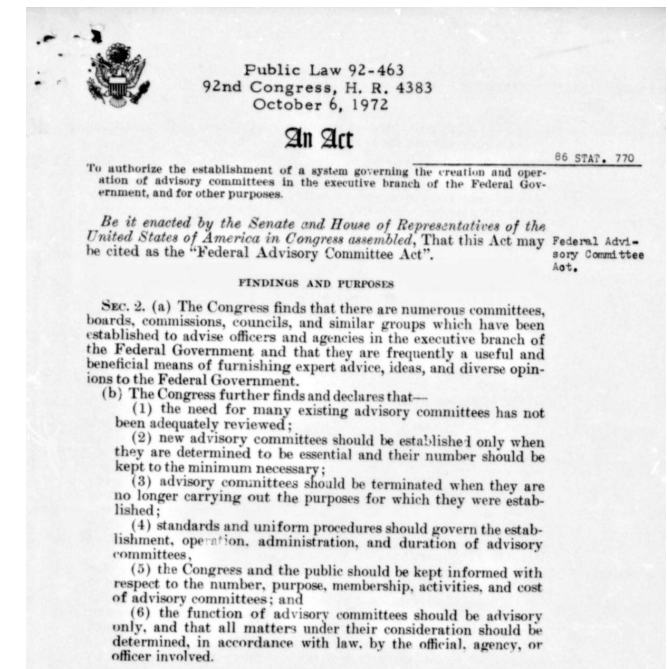 Public Law 92-463
92nd Congress, H. R. 4383
October 6, 1972
An Act
86 STAT. 770
To authorize the establishment of a system governing the creation and oper-
ation of advisory committees in the executive branch of the Federal Gov-
ernment, and for other purposes.
Be it enacted by the Senate and House of Representatives of the
United States of America in Congress assembled, That this Act may
be cited as the “Federal Advisory Committee Act”.
Federal Advi-
sory Committee
Act.
FINDINGS AND PURPOSES
SEC. 2. (a) The Congress finds that there are numerous committees,
boards, commissions, councils, and similar groups which have been
established to advise officers and agencies in the executive branch of
the Federal Government and that they are frequently a useful and
beneficial means of furnishing expert advice, ideas, and diverse opin-
ions to the Federal Government.
(b) The Congress further finds and declares that—
(1) the need for many existing advisory committees has not
been adequately reviewed;
(2) new advisory committees should be established only when
they are determined to be essential and their number should be
kept to the minimum necessary;
(3) advisory committees should be terminated when they are
no longer carrying out the purposes for which they were estab-
lished;
(4) standards and uniform procedures should govern the estab-
lishment, operation, administration, and duration of advisory
committees,
(5) the Congress and the public should be kept informed with
respect to the number, purpose, membership, activities, and cost
of advisory committees; and
(6) the function of advisory committees should be advisory
only, and that all matters under their consideration should be
determined, in accordance with law, by the official, agency, or
officer involved.